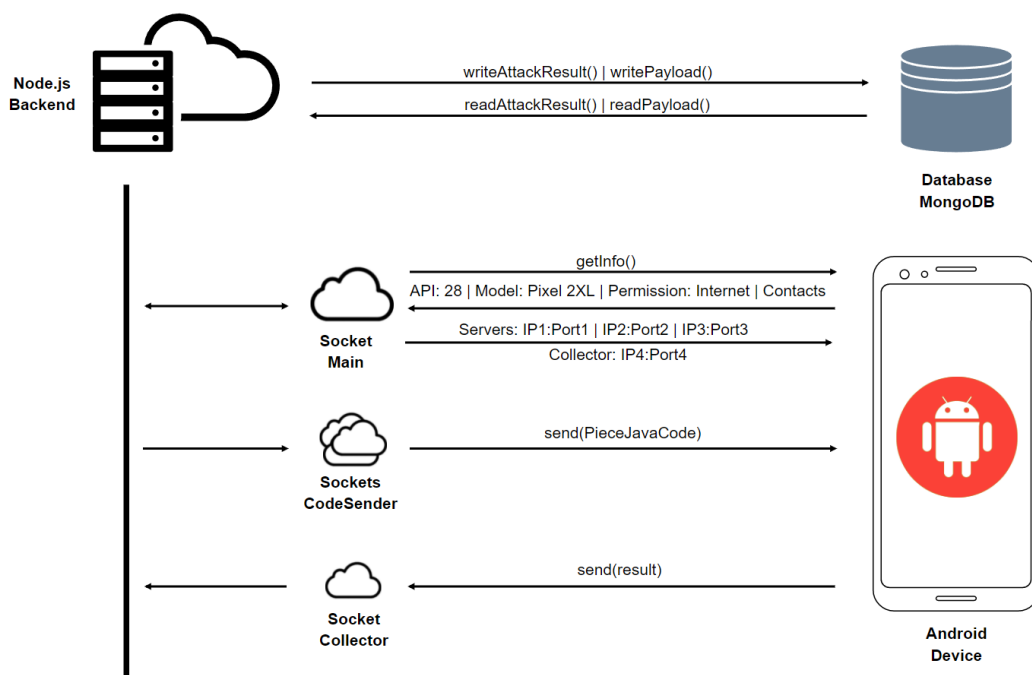 Node.js
Backend
writeAttackResult() | writePayload()
readAttackResult() | readPayload()
Database
MongoDB
getInfo()
API: 28 | Model: Pixel 2XL | Permission: Internet | Contacts
Servers: IP1:Port1 | IP2:Port2 | IP3:Port3
Collector: IP4:Port4
Socket
Main
send(PieceJavaCode)
Sockets
CodeSender
send(result)
Socket
Collector
Android
Device